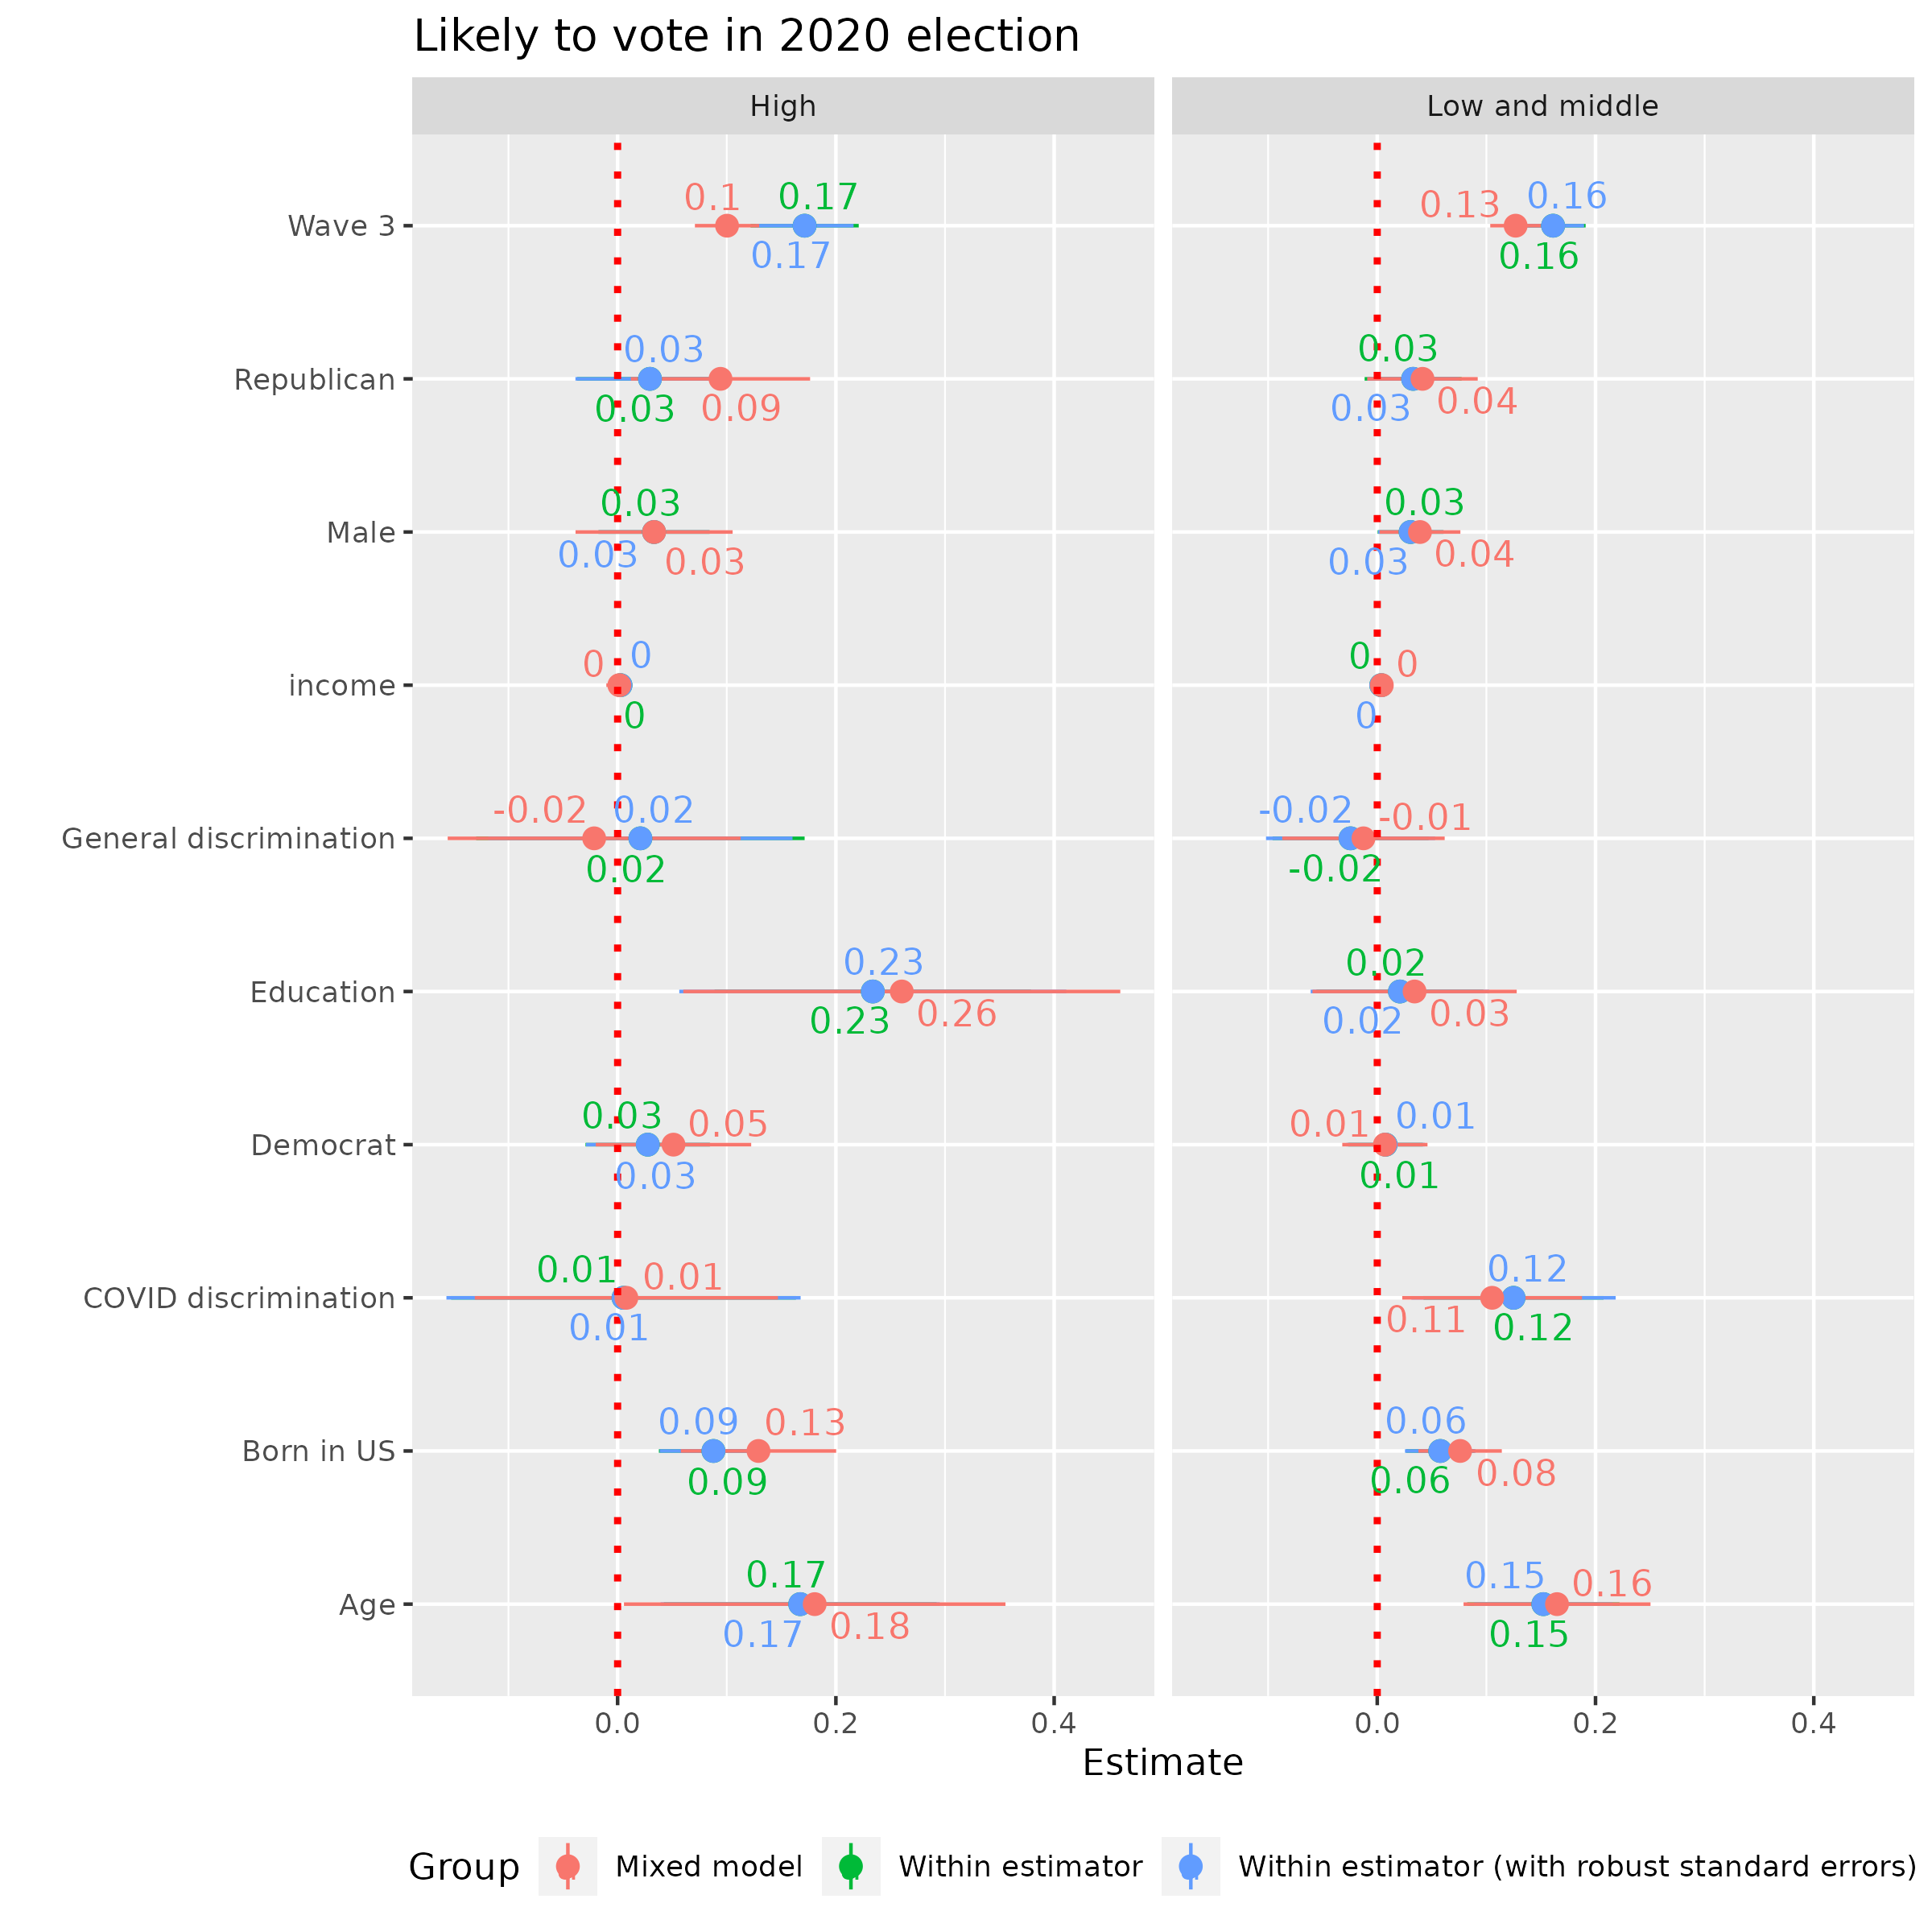 Likely to vote in 2020 election
High Low and middle
0.1 0.17 0.13 0.16
Wave 3
0.17 0.16
0.03 0.03
Republican
0.03 0.09 0.03 0.04
0.03 0.03
Male
0.03 0.03 0.03 0.04
0 0 0 0
income
0 0
-0.02 0.02 -0.02 -0.01
General discrimination
0.02 -0.02
0.23 0.02
Education
0.23 0.26 0.02 0.03
0.03 0.05 0.01 0.01
Democrat
0.03 0.01
0.01 0.01 0.12
COVID discrimination
0.01 0.11 0.12
0.09 0.13 0.06
Born in US
0.09 0.06 0.08
0.17 0.15 0.16
Age
0.17 0.18 0.15
0.0 0.2 0.4 0.0 0.2 0.4
Estimate
Group Mixed model Within estimator Within estimator (with robust standard errors)